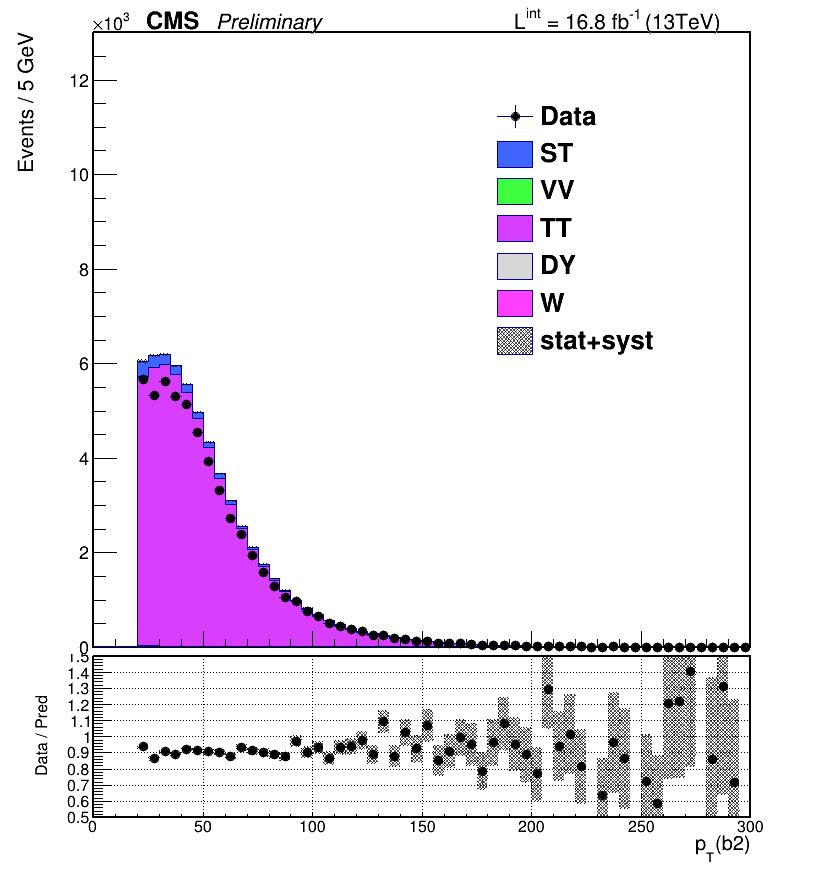 ×10³ CMS Preliminary L^int = 16.8 fb⁻¹ (13TeV)
Events / 5 GeV
12
10
8
6
4
2
0
Data
ST
VV
TT
DY
W
stat+syst
Data / Pred
1.5
1.4
1.3
1.2
1.1
1
0.9
0.8
0.7
0.6
0.5
0 50 100 150 200 250 300
p_T(b2)